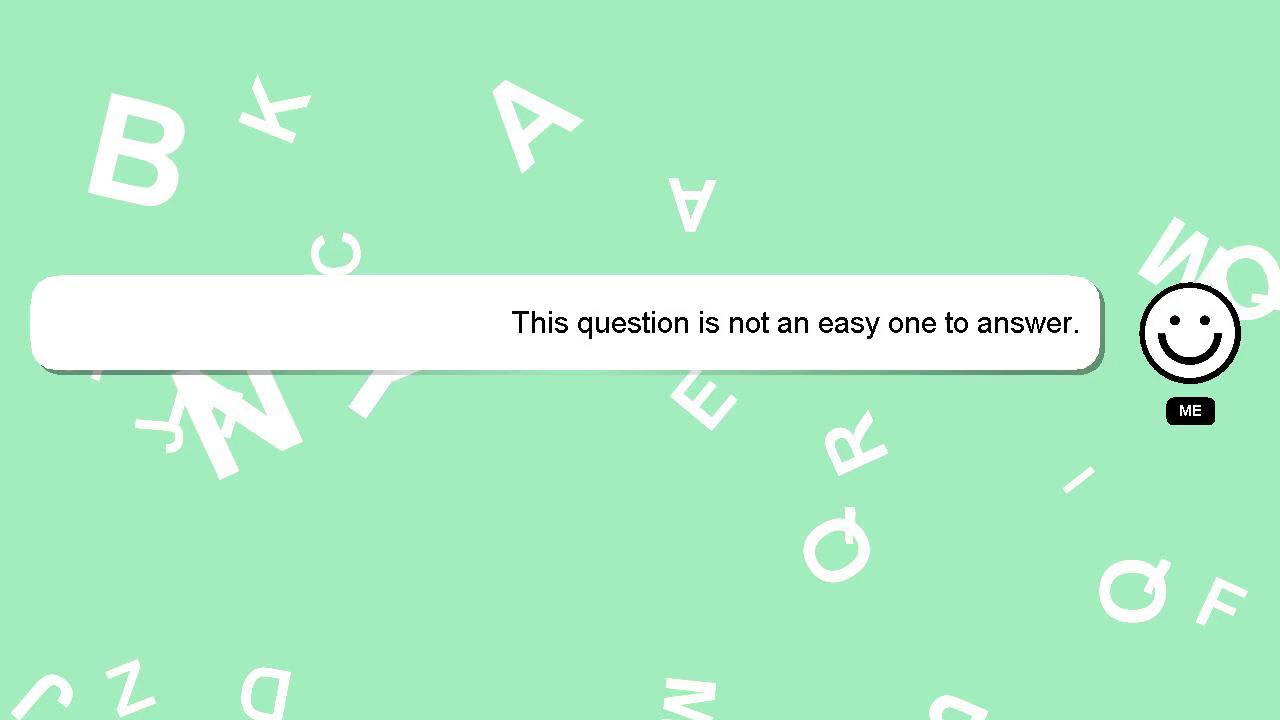 B
K
A
A
C
W
Q
This question is not an easy one to answer.
ME
J
A
N
Y
E
R
I
Q
Q
F
J
Z
D
M